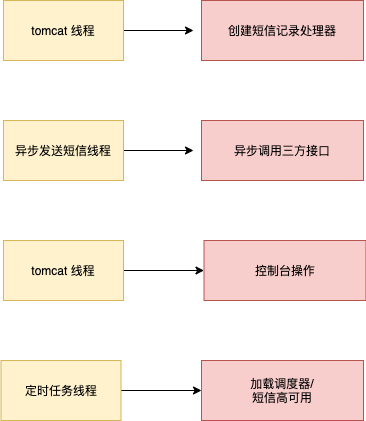 tomcat 线程
创建短信记录处理器
异步发送短信线程
异步调用三方接口
tomcat 线程
控制台操作
定时任务线程
加载调度器/
短信高可用